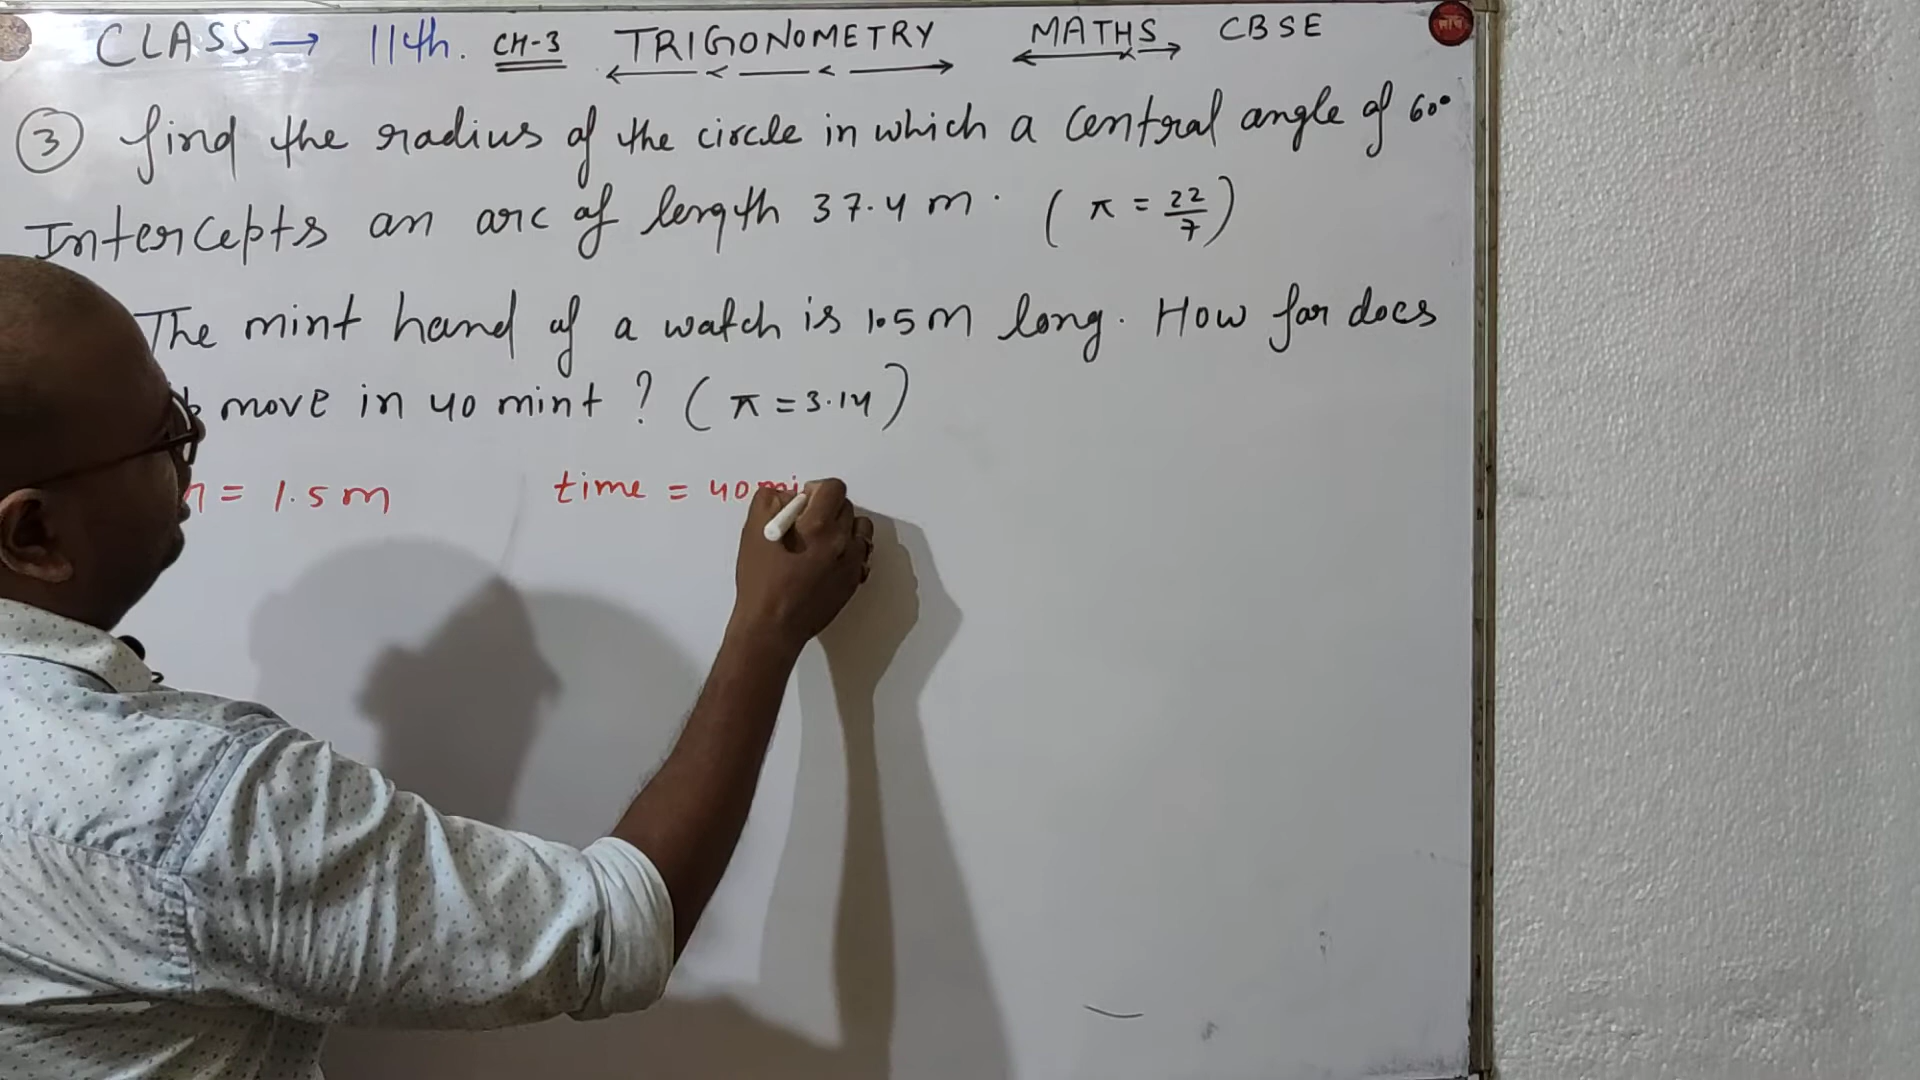 CLASS → 11th. CH-3 TRIGONOMETRY MATHS CBSE
③ find the radius of the circle in which a central angle of 60°
Intercepts an arc of length 37.4 m. (π = 22/7)
The mint hand of a watch is 1.5 m long. How far does
move in 40 mint? (π = 3.14)
= 1.5 m time = 40 mi